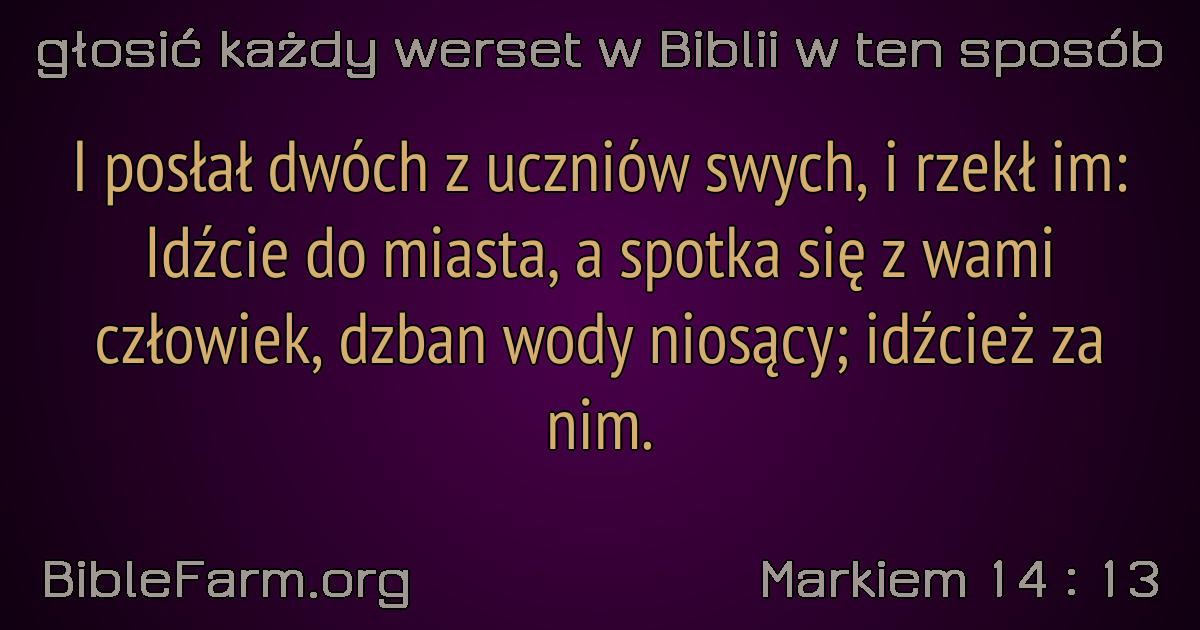 głosić każdy werset w Biblii w ten sposób
I posłał dwóch z uczniów swych, i rzekł im:
Idźcie do miasta, a spotka się z wami
człowiek, dzban wody niosący; idźcież za
nim.
BibleFarm.org
Markiem 14 : 13